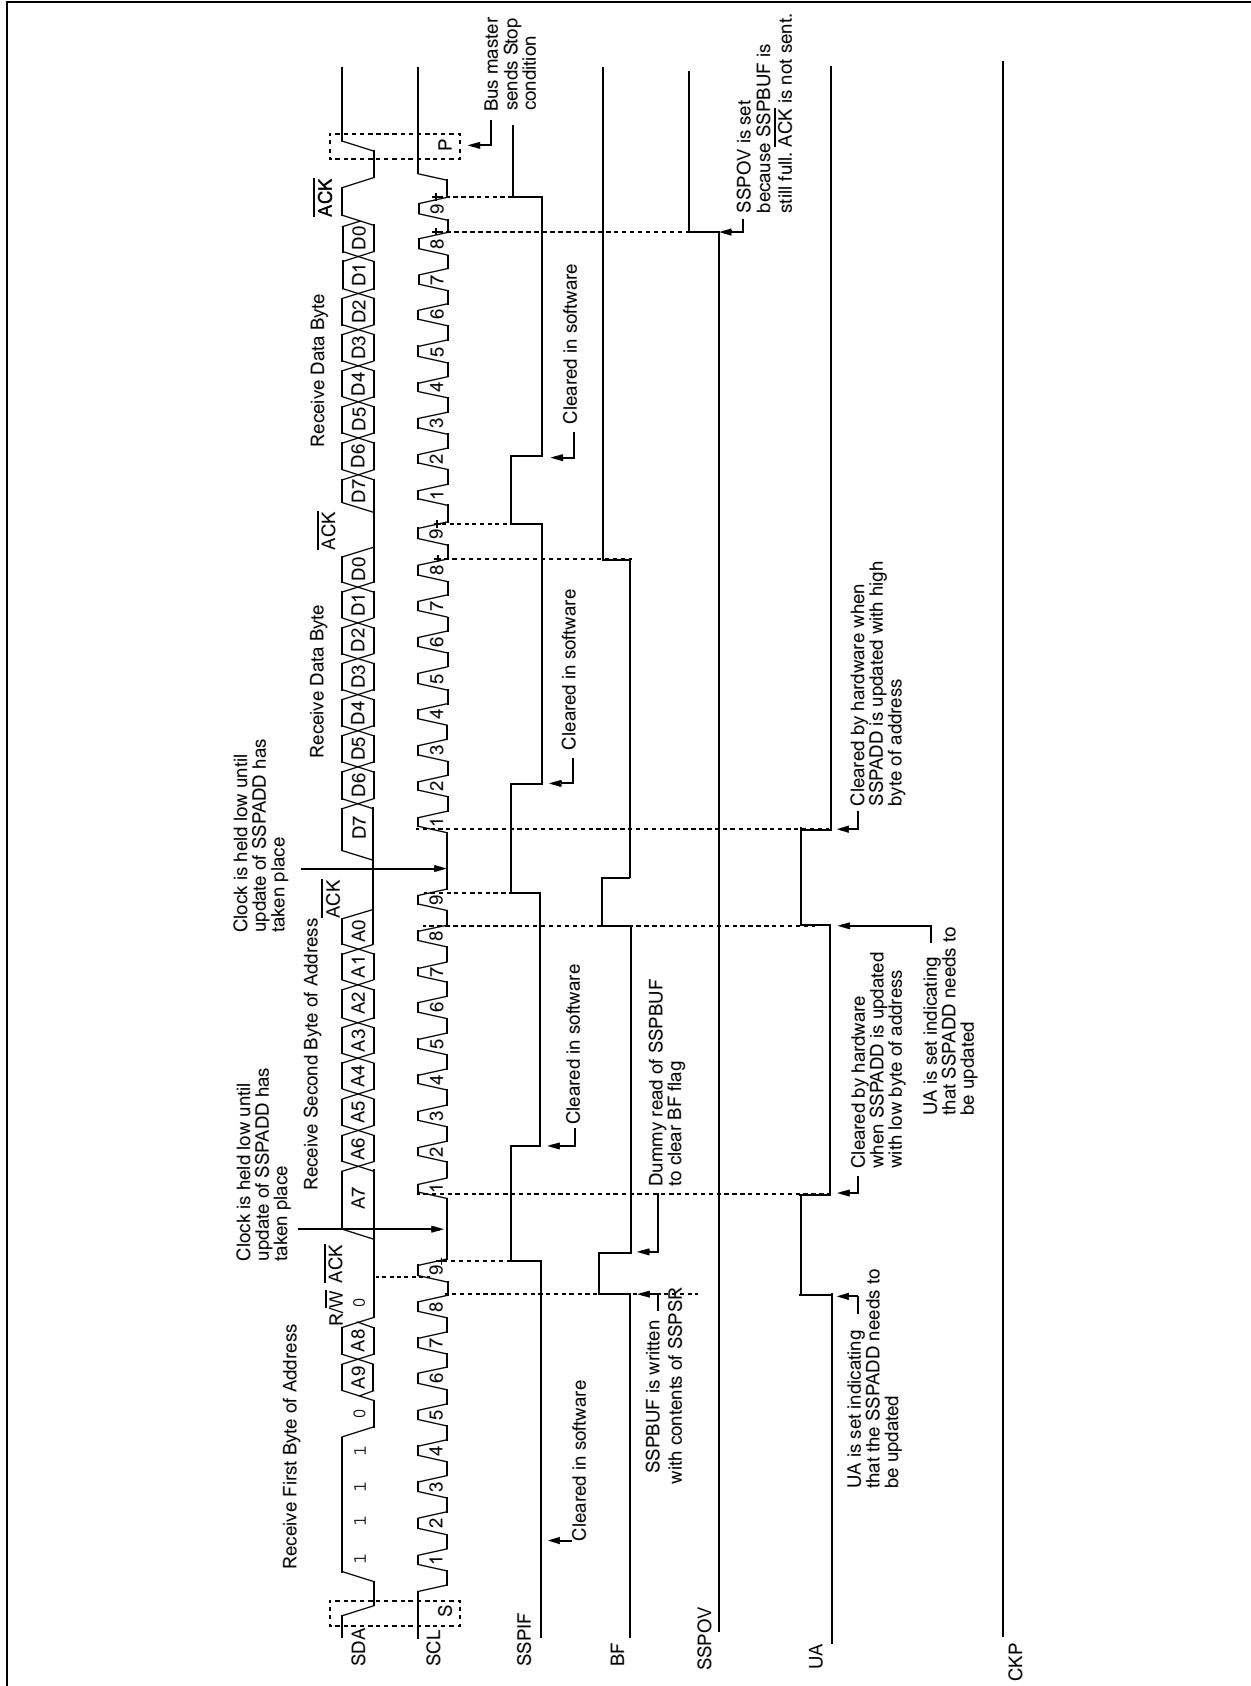 Receive First Byte of Address
R/W ACK
Clock is held low until
update of SSPADD has
taken place
Receive Second Byte of Address
ACK
Clock is held low until
update of SSPADD has
taken place
Receive Data Byte
ACK
Receive Data Byte
ACK
SDA
1 1 1 1 0 A9 A8 0 A7 A6 A5 A4 A3 A2 A1 A0 D7 D6 D5 D4 D3 D2 D1 D0 D7 D6 D5 D4 D3 D2 D1 D0
SCL
S 1 2 3 4 5 6 7 8 9 1 2 3 4 5 6 7 8 9 1 2 3 4 5 6 7 8 9 1 2 3 4 5 6 7 8 9 P
Bus master
sends Stop
condition
SSPIF
Cleared in software
Cleared in software
Cleared in software
Cleared in software
BF
SSPBUF is written
with contents of SSPSR
Dummy read of SSPBUF
to clear BF flag
SSPOV
SSPOV is set
because SSPBUF is
still full. ACK is not sent.
UA
UA is set indicating
that the SSPADD needs to
be updated
Cleared by hardware
when SSPADD is updated
with low byte of address
UA is set indicating
that SSPADD needs to
be updated
Cleared by hardware when
SSPADD is updated with high
byte of address
CKP